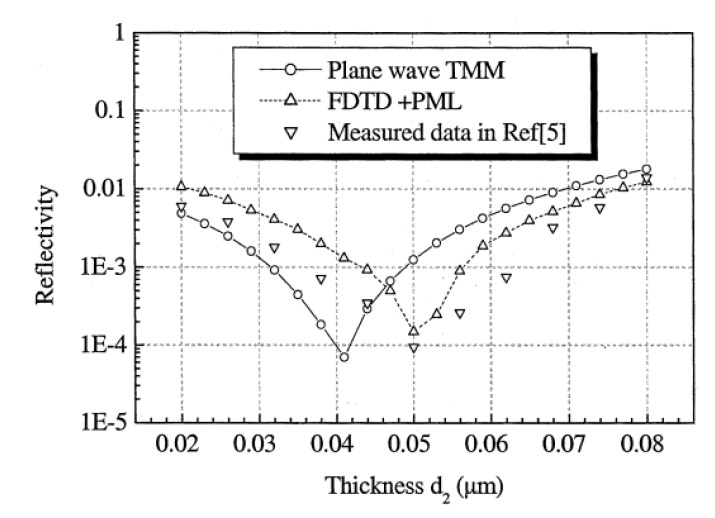 1
0.1
0.01
1E-3
1E-4
1E-5
Reflectivity
Plane wave TMM
FDTD +PML
Measured data in Ref[5]
0.02 0.03 0.04 0.05 0.06 0.07 0.08
Thickness d₂ (μm)